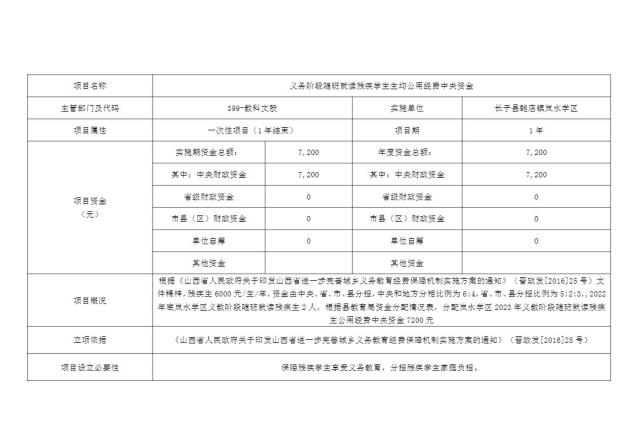 项目名称 义务阶段随班就读残疾学生生均公用经费中央资金
主管部门及代码 399-教科文股 实施单位 长子县鲍店镇岚水学区
项目属性 一次性项目（1年结束） 项目期 1年
项目资金（元） 实施期资金总额： 7,200 年度资金总额： 7,200
其中：中央财政资金 7,200 其中：中央财政资金 7,200
省级财政资金 0 省级财政资金 0
市县（区）财政资金 0 市县（区）财政资金 0
单位自筹 0 单位自筹 0
其他资金 其他资金
项目概况
根据《山西省人民政府关于印发山西省进一步完善城乡义务教育经费保障机制实施方案的通知》（晋政发[2016]25号）文
件精神，残疾生6000元/生/年，资金由中央、省、市、县分担，中央和地方分相比例为6:4，省、市、县分担比例为5:2:3，，2022
年底岚水学区义教阶段随班就读残疾生2人，根据县教育局资金分配情况表，分配岚水学区2023年义教阶段随班就读残疾
生公用经费中央资金7200元
立项依据 《山西省人民政府关于印发山西省进一步完善城乡义务教育经费保障机制实施方案的通知》（晋政发[2016]25号）
项目设立必要性 保障残疾学生享受义务教育，分担残疾学生家庭负担。